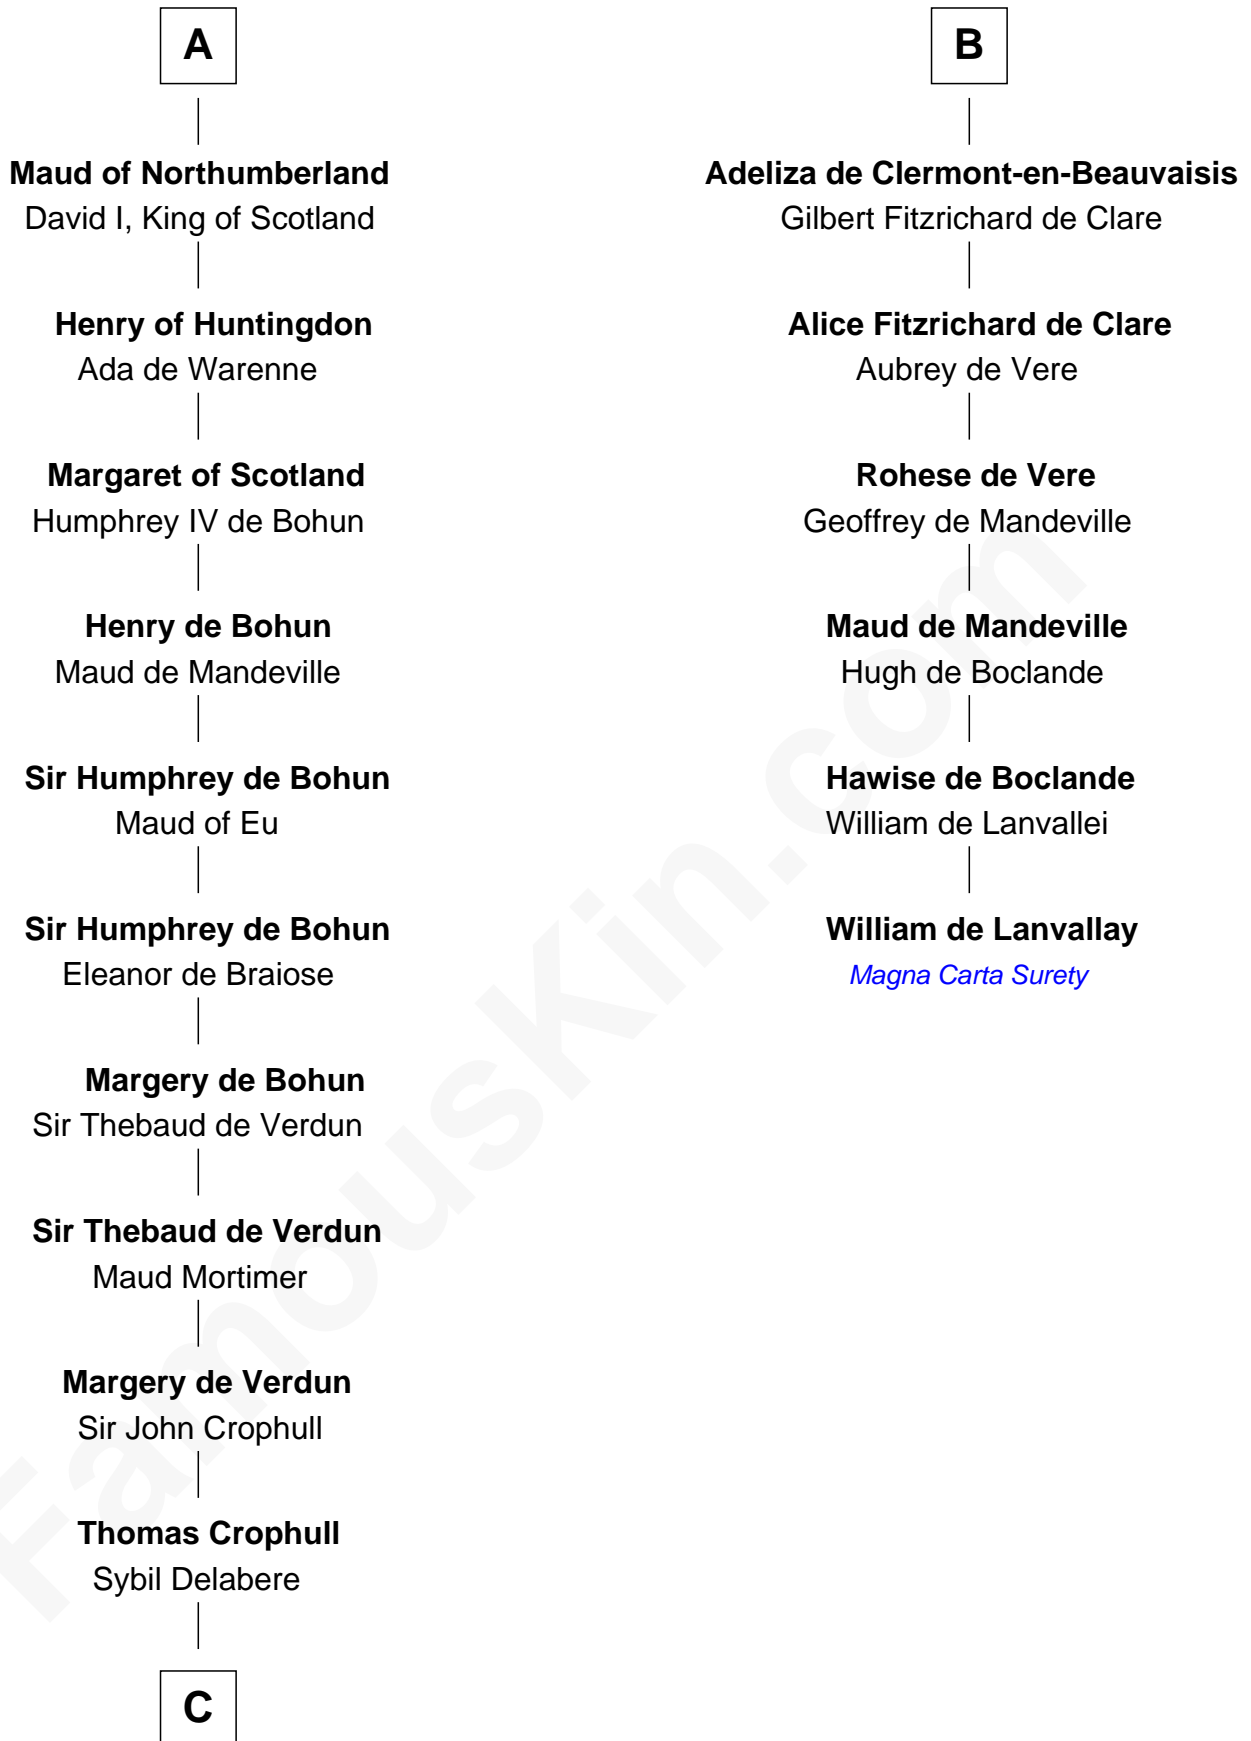 A
Maud of Northumberland
David I, King of Scotland
Henry of Huntingdon
Ada de Warenne
Margaret of Scotland
Humphrey IV de Bohun
Henry de Bohun
Maud de Mandeville
Sir Humphrey de Bohun
Maud of Eu
Sir Humphrey de Bohun
Eleanor de Braiose
Margery de Bohun
Sir Thebaud de Verdun
Sir Thebaud de Verdun
Maud Mortimer
Margery de Verdun
Sir John Crophull
Thomas Crophull
Sybil Delabere
C
B
Adeliza de Clermont-en-Beauvaisis
Gilbert Fitzrichard de Clare
Alice Fitzrichard de Clare
Aubrey de Vere
Rohese de Vere
Geoffrey de Mandeville
Maud de Mandeville
Hugh de Boclande
Hawise de Boclande
William de Lanvallei
William de Lanvallay
Magna Carta Surety
FamousKin.com